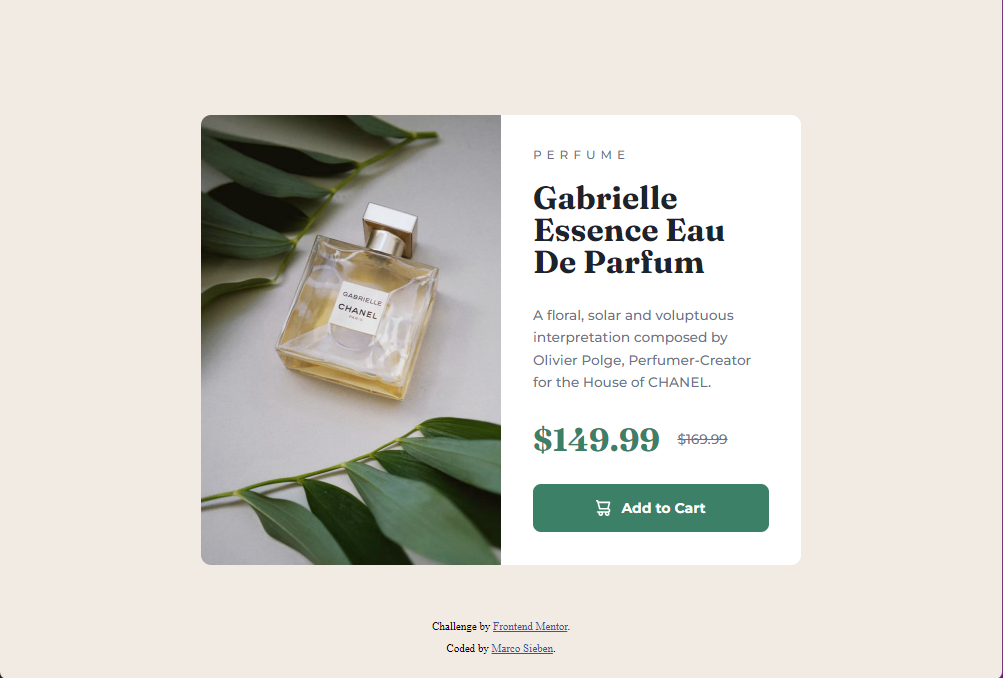 PERFUME
Gabrielle
Essence Eau
De Parfum
A floral, solar and voluptuous
interpretation composed by
Olivier Polge, Perfumer-Creator
for the House of CHANEL.
$149.99 $169.99
Add to Cart
GABRIELLE
CHANEL
PARIS
Challenge by Frontend Mentor.
Coded by Marco Sieben.